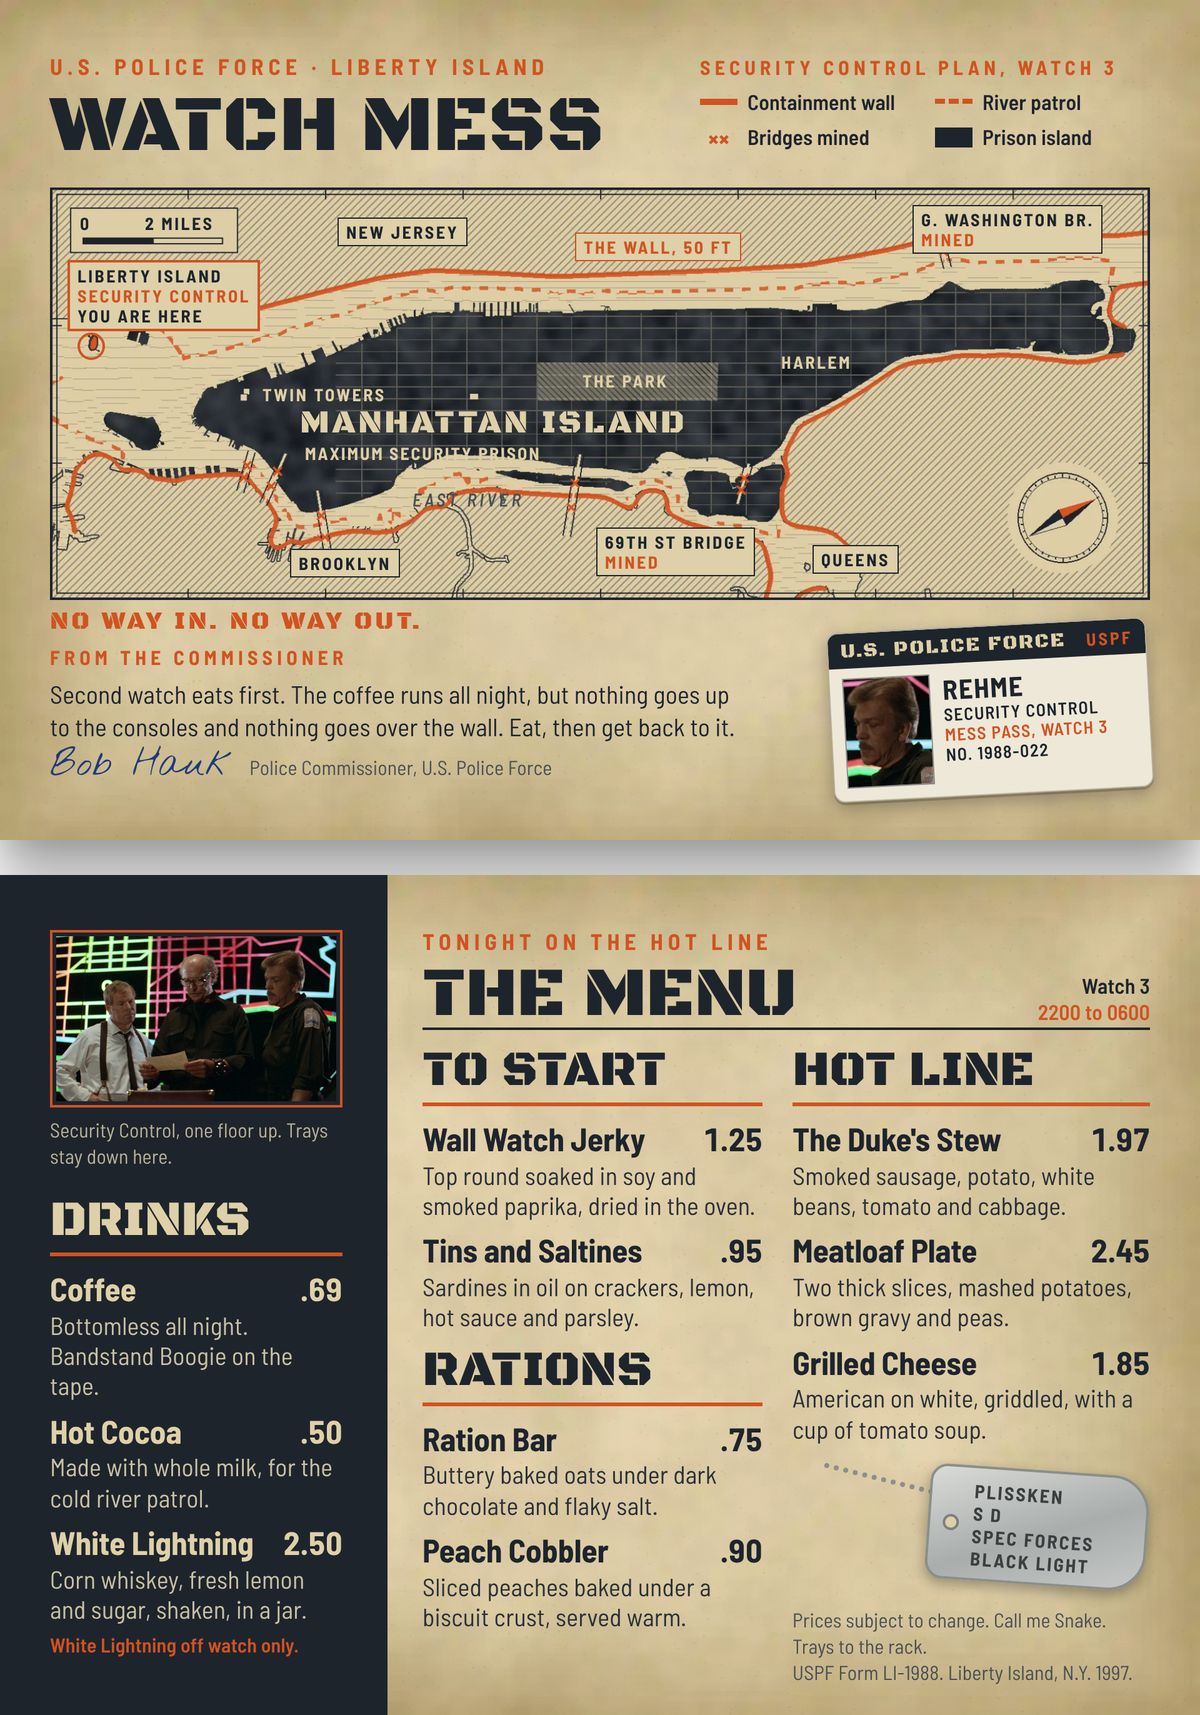 U.S. POLICE FORCE · LIBERTY ISLAND
WATCH MESS
SECURITY CONTROL PLAN, WATCH 3
Containment wall
River patrol
Bridges mined
Prison island
0 2 MILES
NEW JERSEY
THE WALL, 50 FT
G. WASHINGTON BR.
MINED
LIBERTY ISLAND
SECURITY CONTROL
YOU ARE HERE
HARLEM
THE PARK
TWIN TOWERS
MANHATTAN ISLAND
MAXIMUM SECURITY PRISON
EAST RIVER
69TH ST BRIDGE
MINED
BROOKLYN
QUEENS
NO WAY IN. NO WAY OUT.
FROM THE COMMISSIONER
Second watch eats first. The coffee runs all night, but nothing goes up
to the consoles and nothing goes over the wall. Eat, then get back to it.
Bob Hauk
Police Commissioner, U.S. Police Force
U.S. POLICE FORCE USPF
REHME
SECURITY CONTROL
MESS PASS, WATCH 3
NO. 1988-022
Security Control, one floor up. Trays
stay down here.
DRINKS
Coffee .69
Bottomless all night.
Bandstand Boogie on the
tape.
Hot Cocoa .50
Made with whole milk, for the
cold river patrol.
White Lightning 2.50
Corn whiskey, fresh lemon
and sugar, shaken, in a jar.
White Lightning off watch only.
TONIGHT ON THE HOT LINE
THE MENU
Watch 3
2200 to 0600
TO START
Wall Watch Jerky 1.25
Top round soaked in soy and
smoked paprika, dried in the oven.
Tins and Saltines .95
Sardines in oil on crackers, lemon,
hot sauce and parsley.
RATIONS
Ration Bar .75
Buttery baked oats under dark
chocolate and flaky salt.
Peach Cobbler .90
Sliced peaches baked under a
biscuit crust, served warm.
HOT LINE
The Duke's Stew 1.97
Smoked sausage, potato, white
beans, tomato and cabbage.
Meatloaf Plate 2.45
Two thick slices, mashed potatoes,
brown gravy and peas.
Grilled Cheese 1.85
American on white, griddled, with a
cup of tomato soup.
PLISSKEN
S D
SPEC FORCES
BLACK LIGHT
Prices subject to change. Call me Snake.
Trays to the rack.
USPF Form LI-1988. Liberty Island, N.Y. 1997.